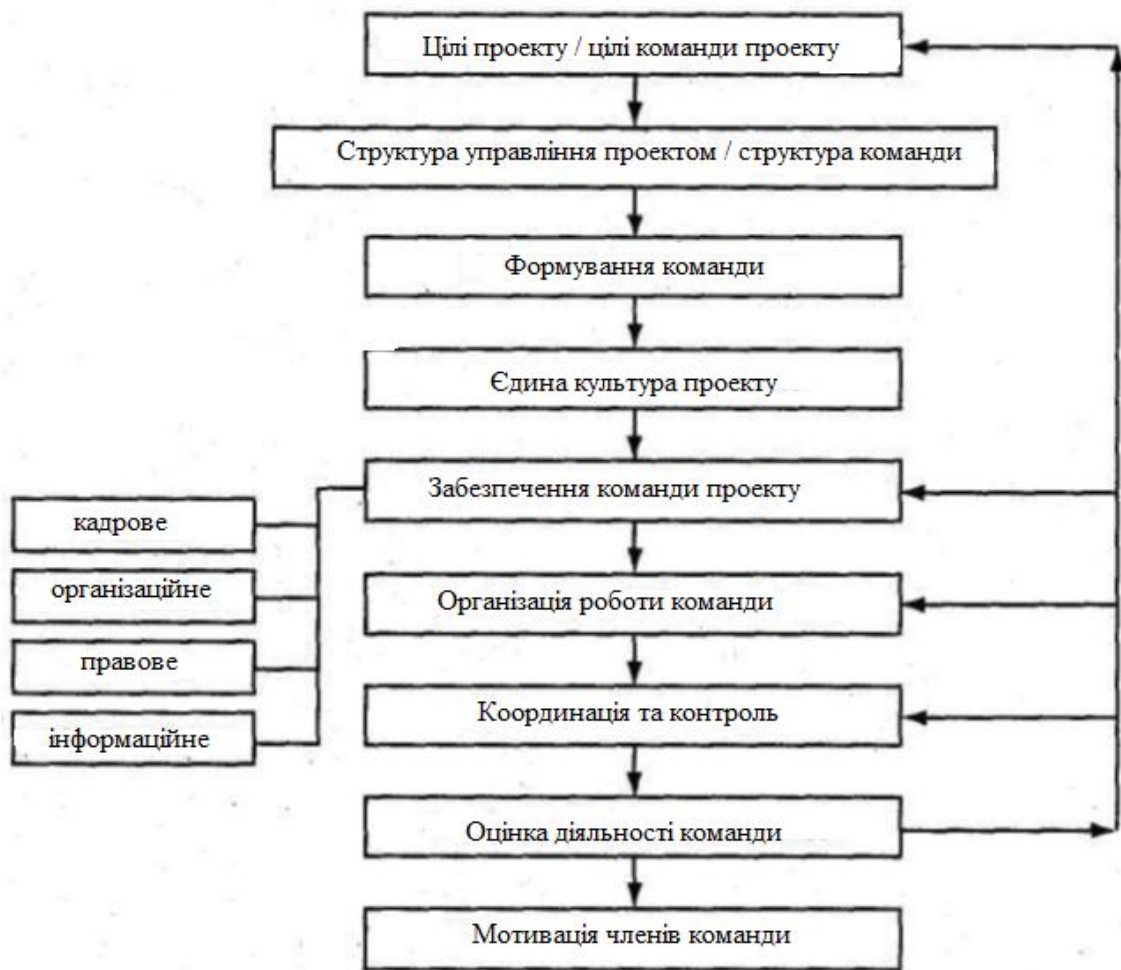 Цілі проекту / цілі команди проекту
Структура управління проектом / структура команди
Формування команди
Єдина культура проекту
Забезпечення команди проекту
кадрове
організаційне
правове
інформаційне
Організація роботи команди
Координація та контроль
Оцінка діяльності команди
Мотивація членів команди